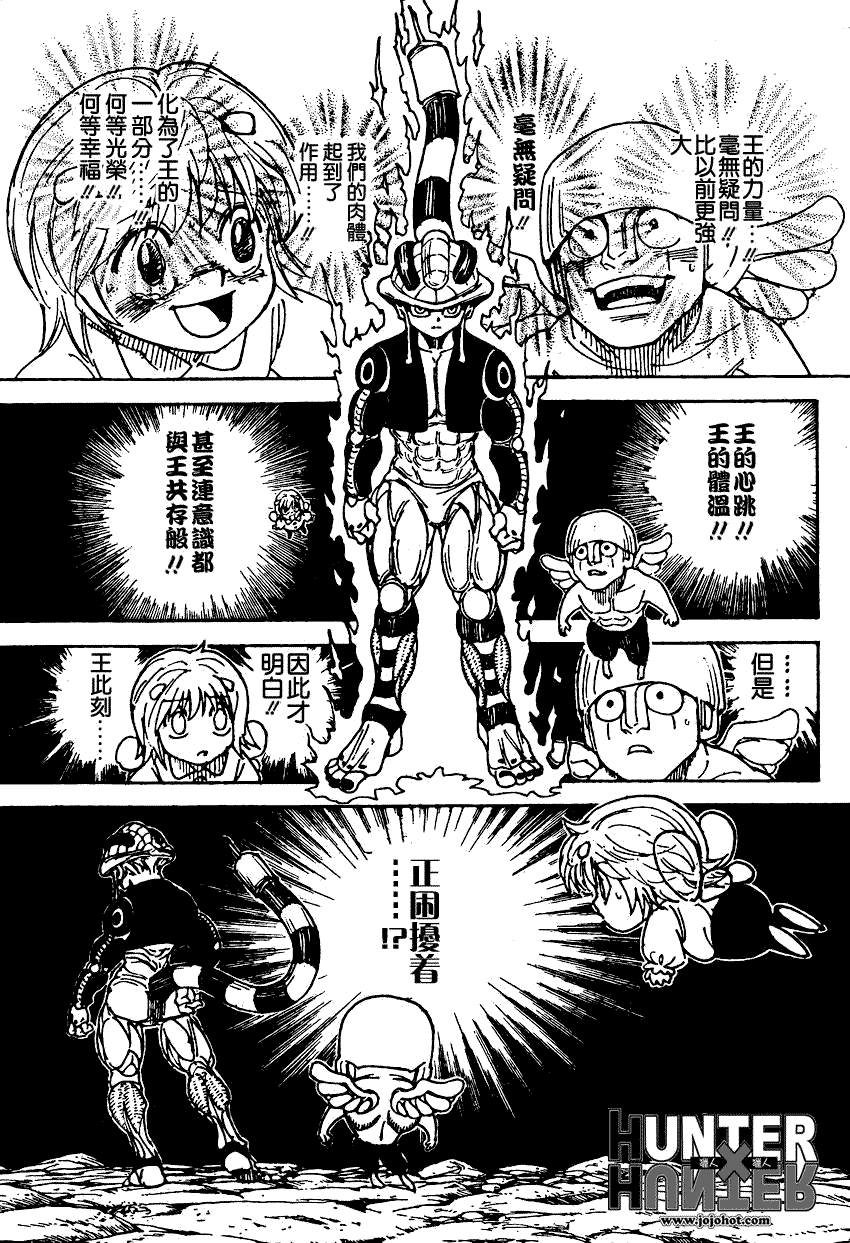 王的力量…!!
毫無疑問!!
比以前更強
大
毫無疑問!!
我們的肉體
起到了
作用……!!
化為了王的
一部分……!!
何等光榮!!
何等幸福!!
王的心跳!!
王的體溫!!
甚至連意識都
與王共存般!!
……
但是
因此才
明白!!
王此刻……
正困擾着
……!?
HUNTER
×
獵人 獵人
HUNTER
www.jojohot.com